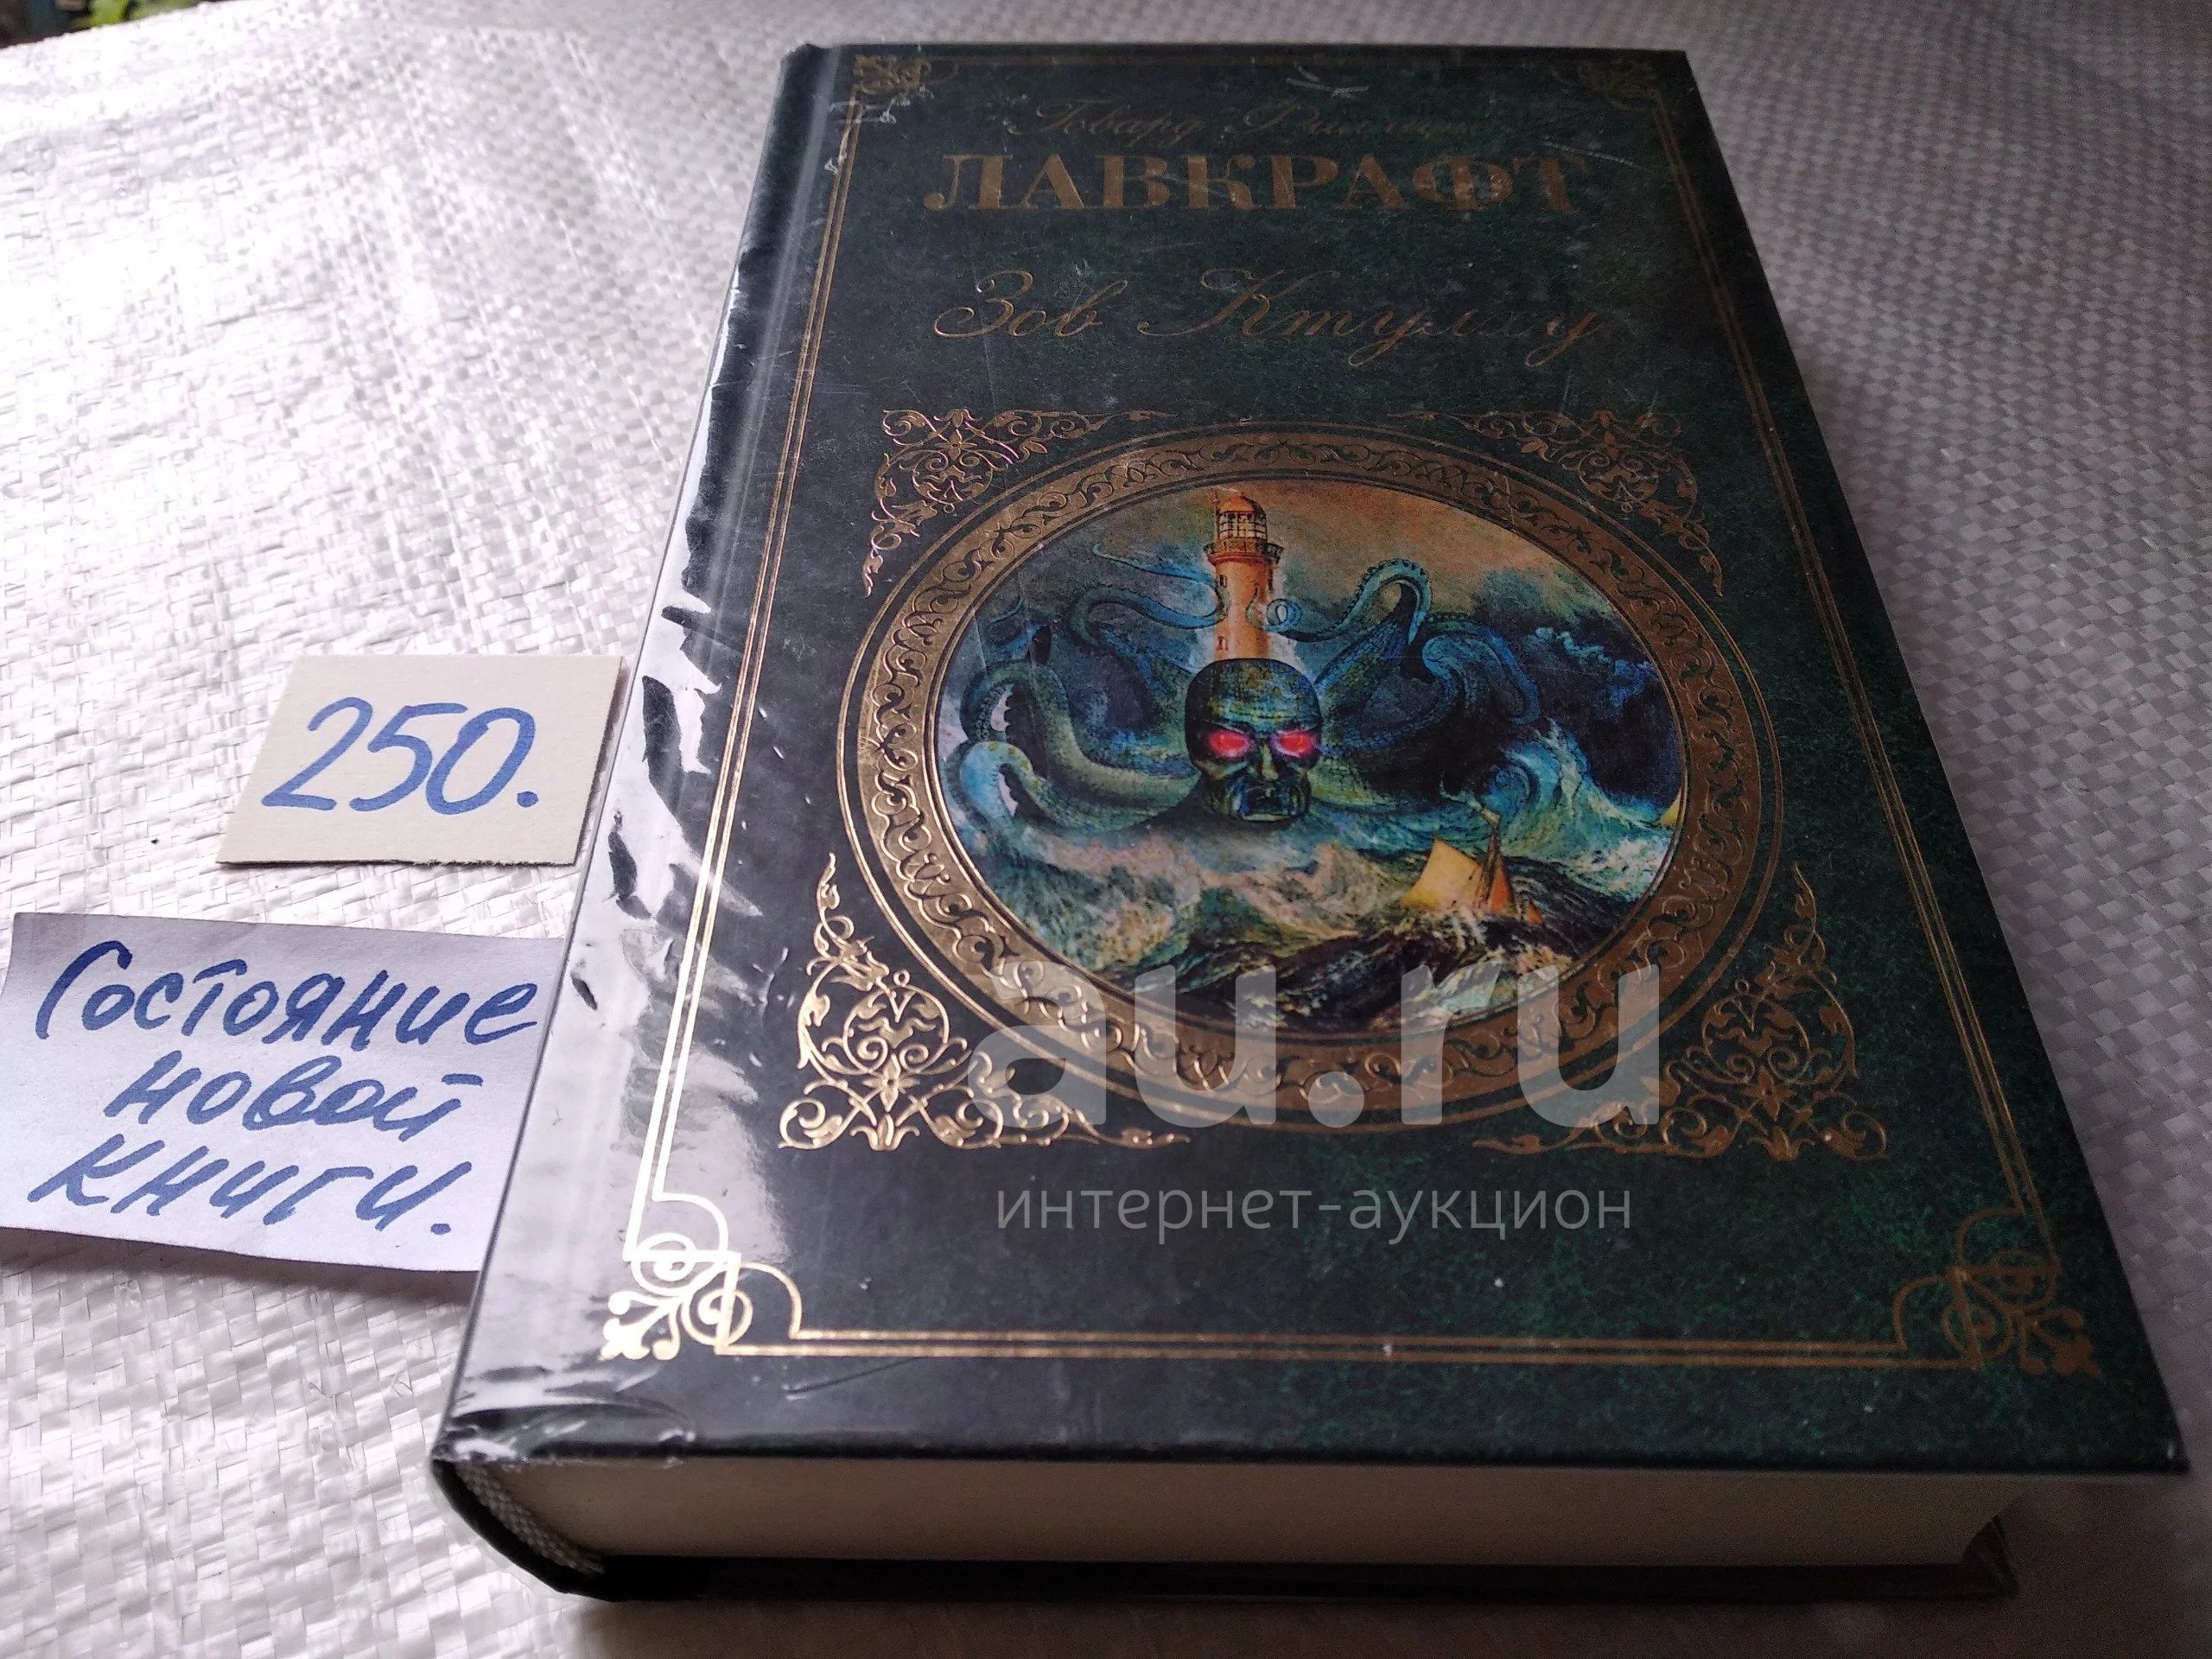 Говард Филлипс
ЛАВКРАФТ
Зов Ктулху
250.
Состояние
новой
книги.
au.ru
интернет-аукцион